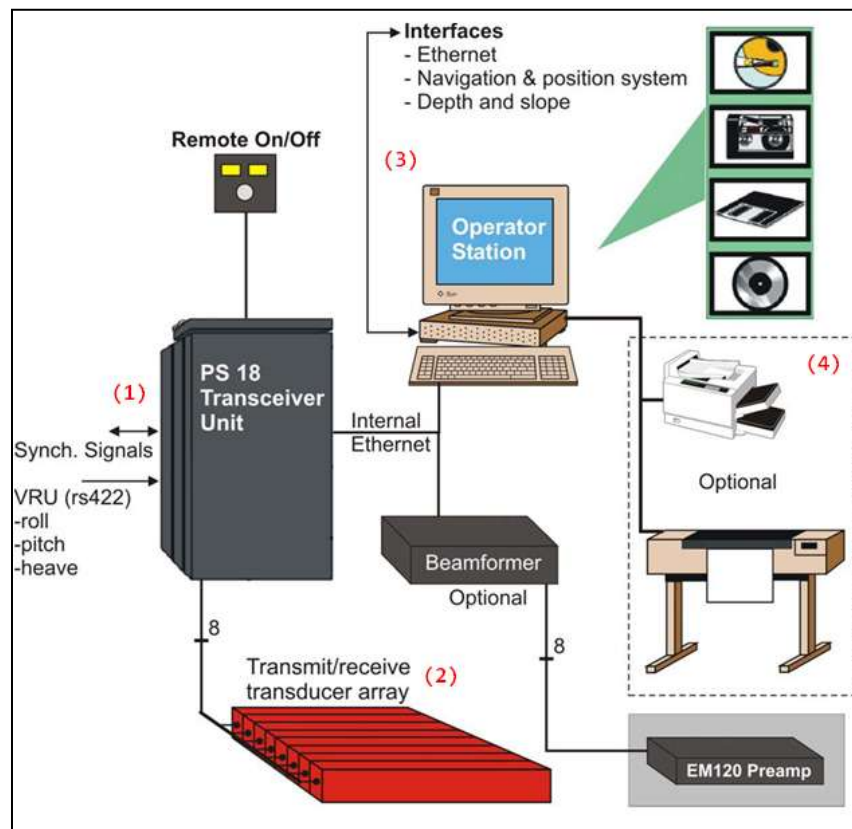 Interfaces
- Ethernet
- Navigation & position system
- Depth and slope
Remote On/Off
(3)
Operator
Station
Sun
PS 18
Transceiver
Unit
(1)
Synch. Signals
VRU (rs422)
-roll
-pitch
-heave
Internal
Ethernet
(4)
Optional
Beamformer
Optional
8
8
Transmit/receive
transducer array
(2)
EM120 Preamp